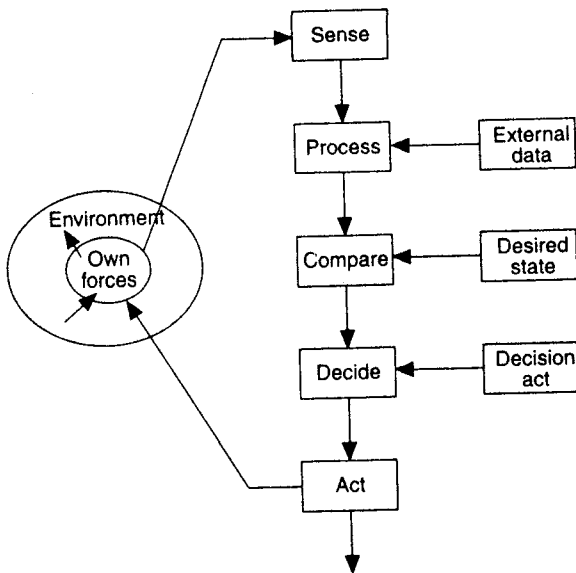 Sense
Process
External
data
Environment
Own
forces
Compare
Desired
state
Decide
Decision
act
Act